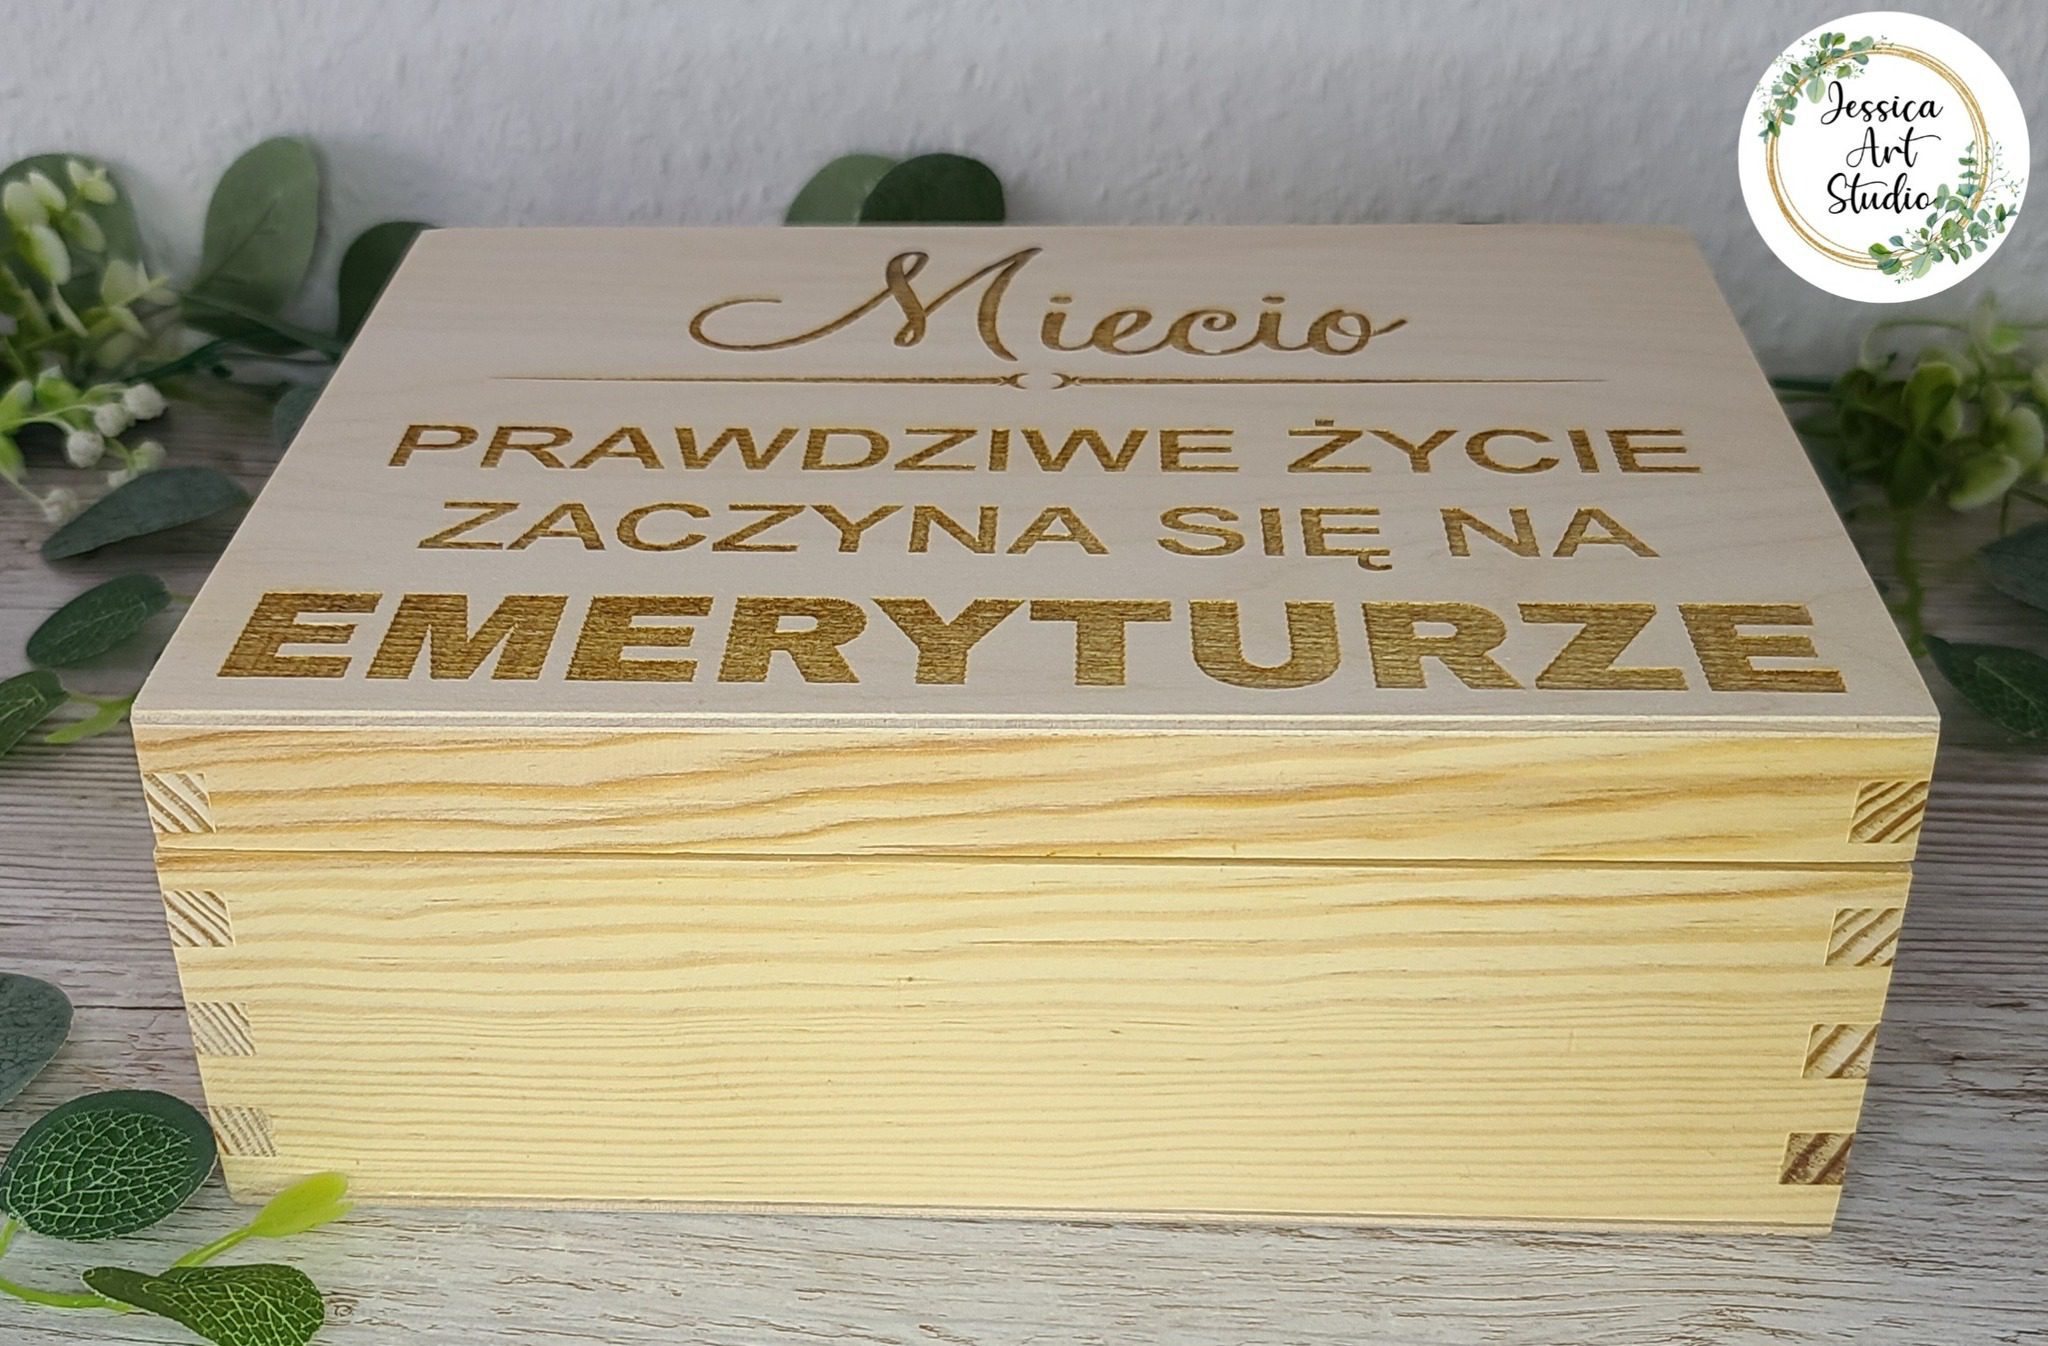 Jessica
Art
Studio
Miecio
PRAWDZIWE ŻYCIE
ZACZYNA SIĘ NA
EMERYTURZE